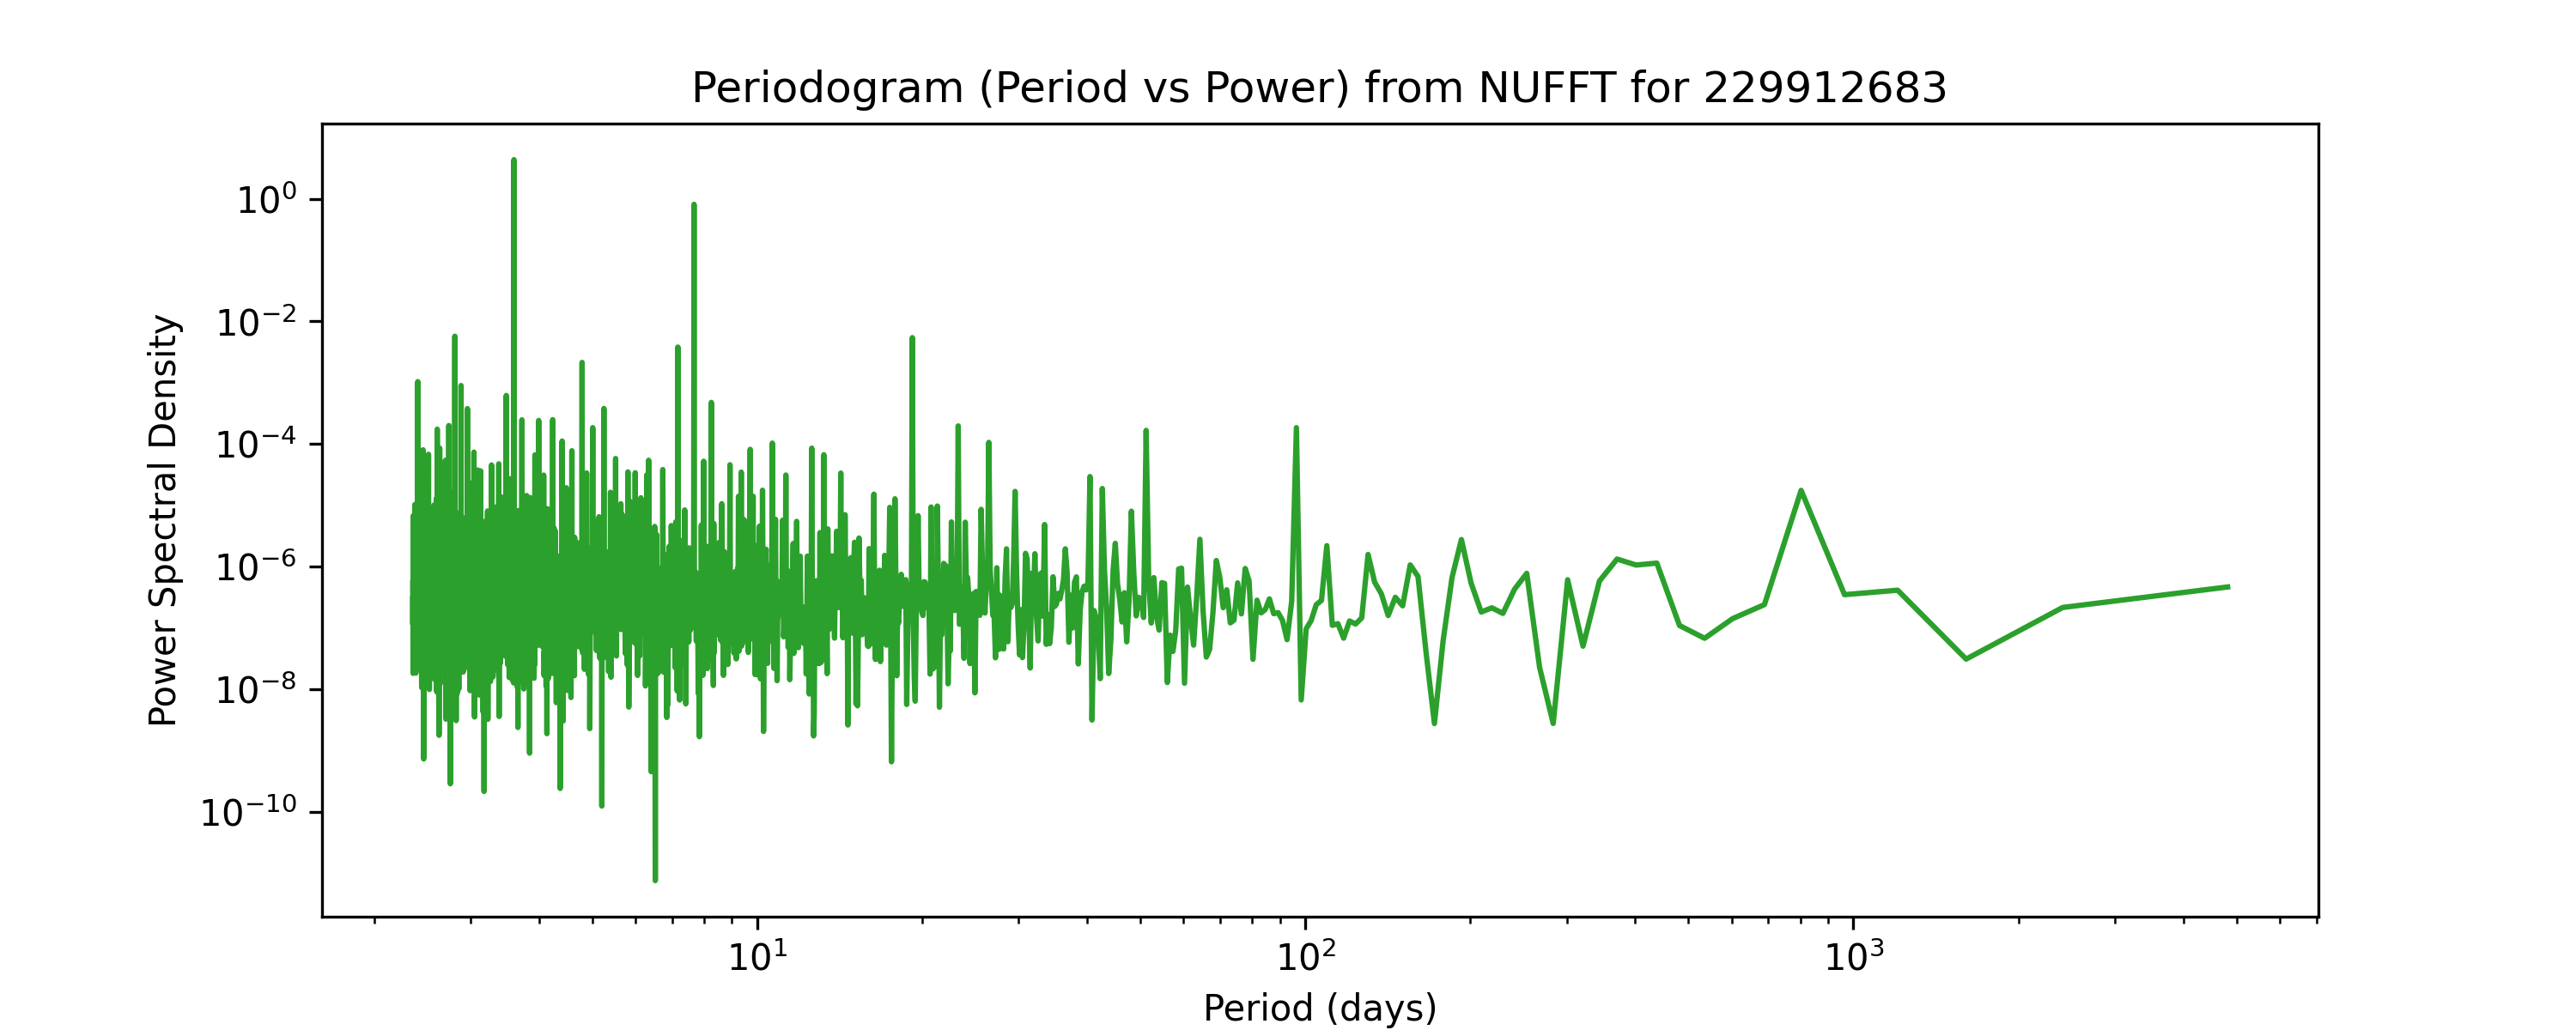 Periodogram (Period vs Power) from NUFFT for 229912683
Power Spectral Density
10⁰
10⁻²
10⁻⁴
10⁻⁶
10⁻⁸
10⁻¹⁰
10¹ 10² 10³
Period (days)